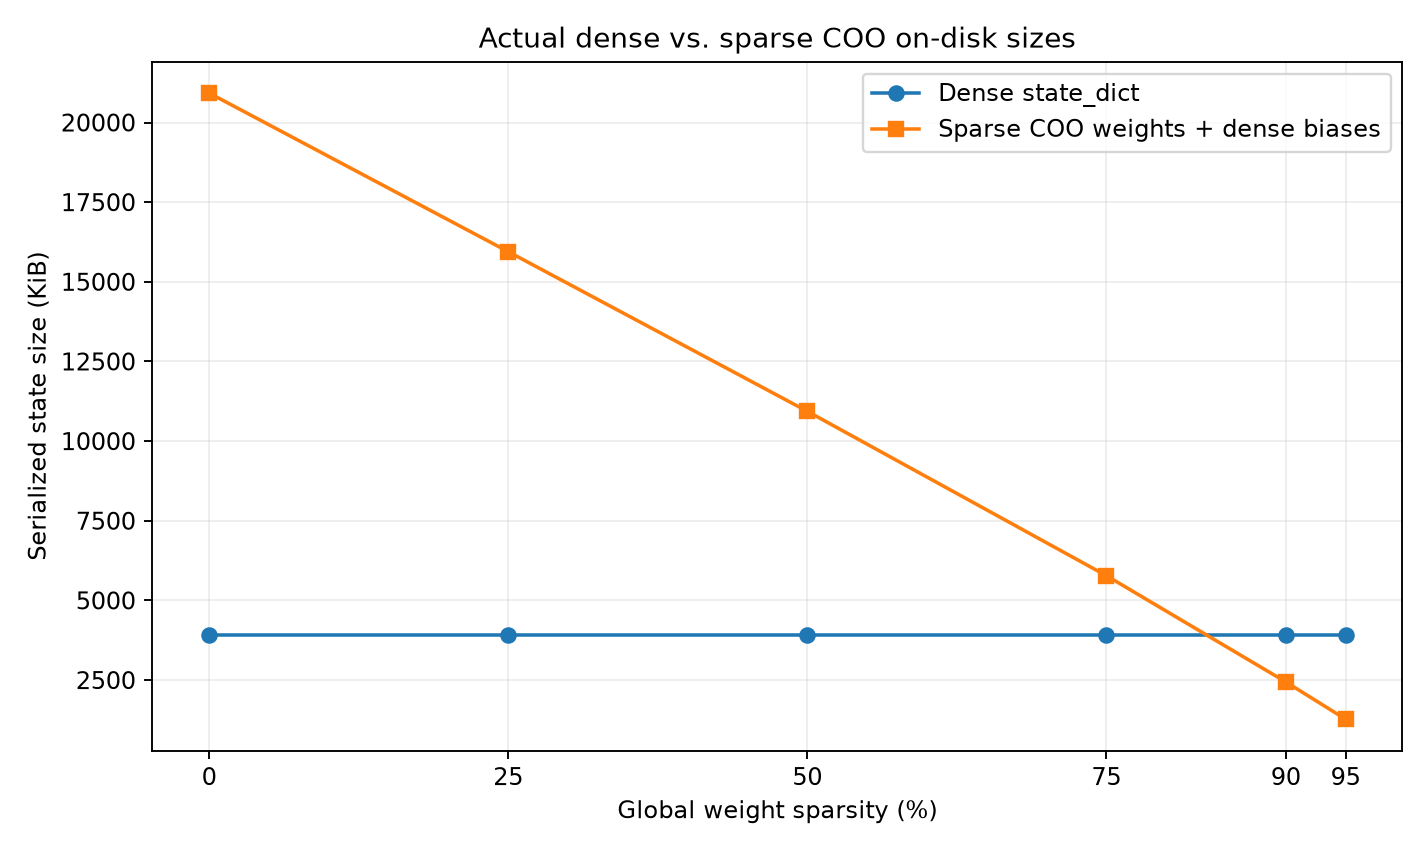 Actual dense vs. sparse COO on-disk sizes
Dense state_dict
Sparse COO weights + dense biases
Serialized state size (KiB)
20000
17500
15000
12500
10000
7500
5000
2500
0 25 50 75 90 95
Global weight sparsity (%)